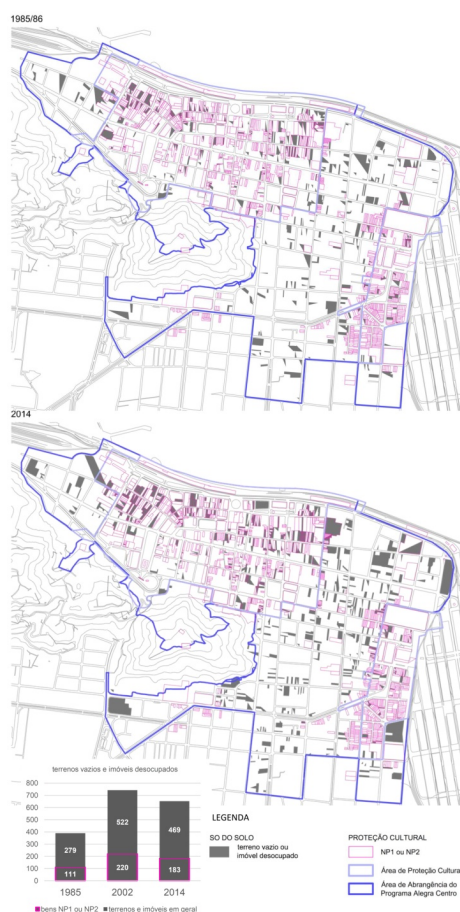 1985/86
2014
terrenos vazios e imóveis desocupados
800
700
600
500
400
300
200
100
0
279
111
522
220
469
183
1985 2002 2014
bens NP1 ou NP2 terrenos e imóveis em geral
LEGENDA
SO DO SOLO
terreno vazio ou
imóvel desocupado
PROTEÇÃO CULTURAL
NP1 ou NP2
Área de Proteção Cultura
Área de Abrangência do
Programa Alegra Centro